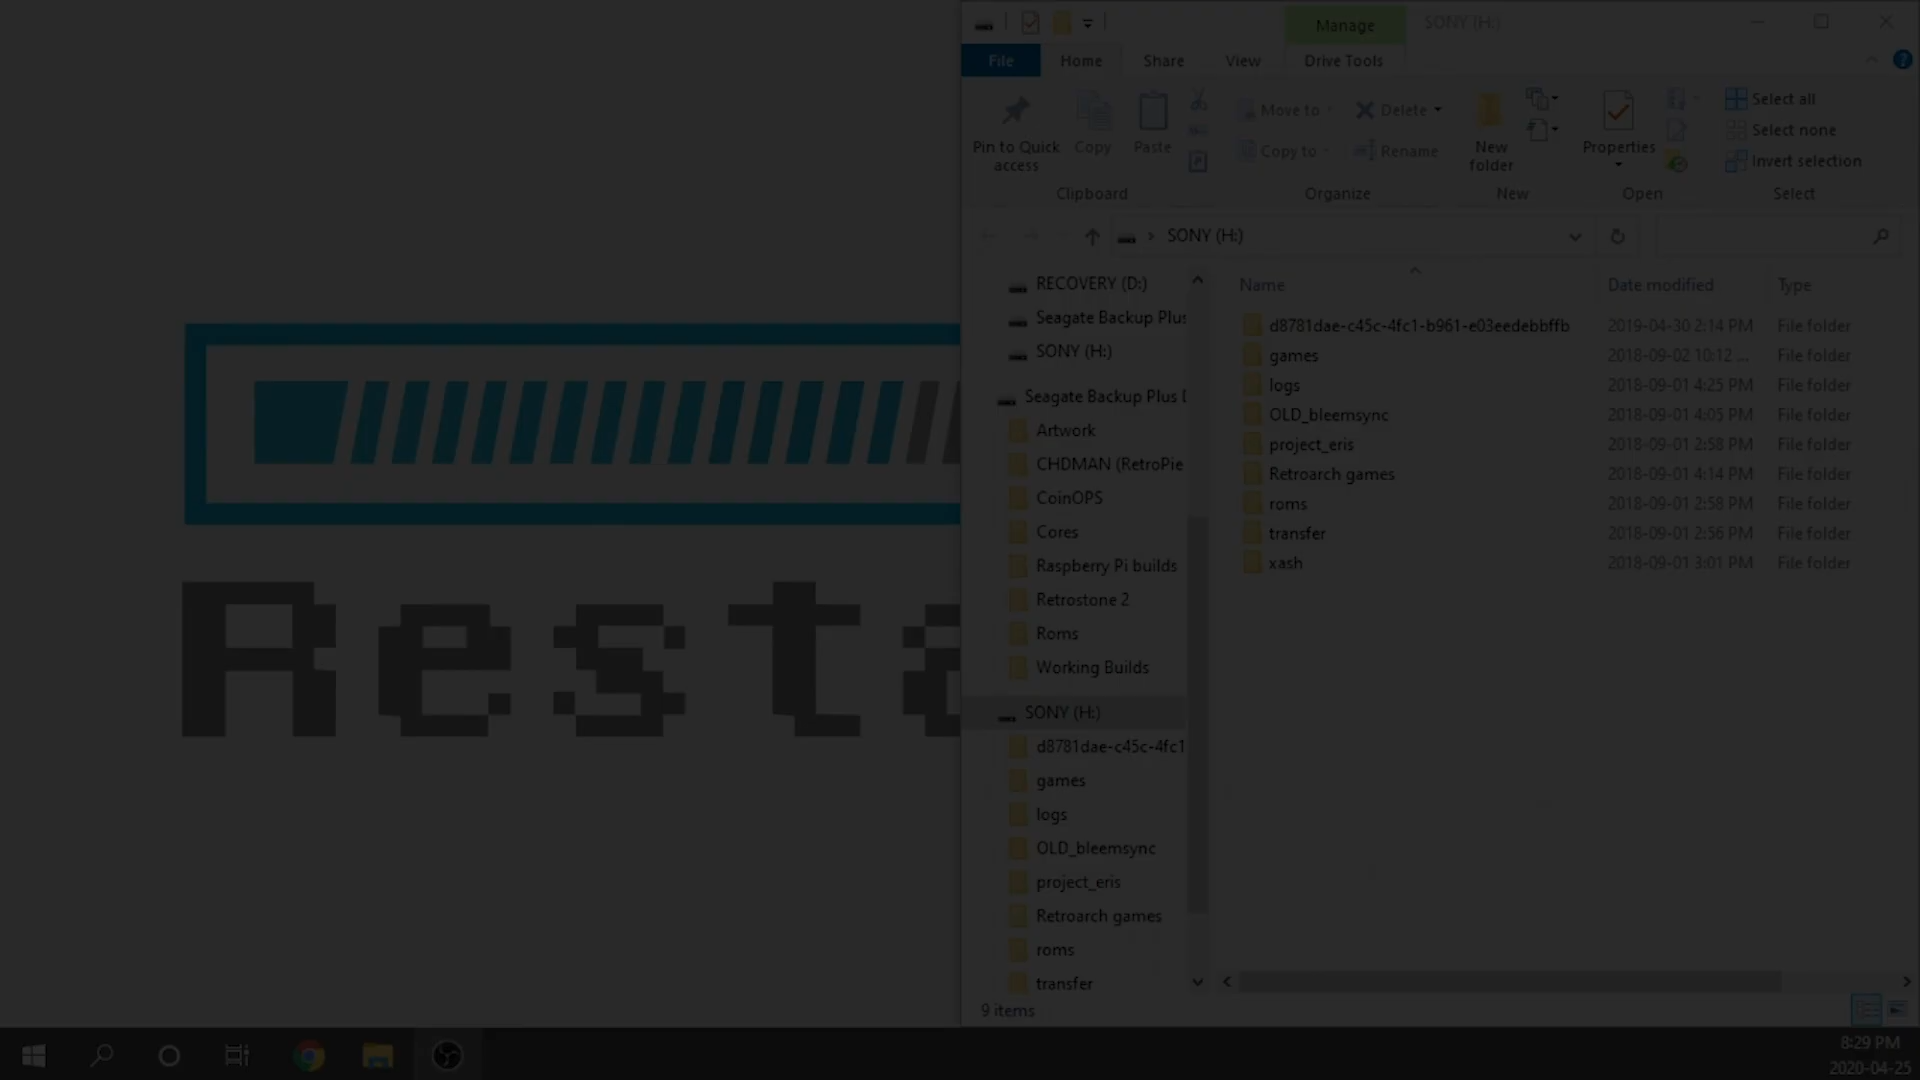 Manage
SONY (H:)
File
Home
Share
View
Drive Tools
Pin to Quick
access
Copy
Paste
Move to
Copy to
Delete
Rename
New
folder
Properties
Select all
Select none
Invert selection
Clipboard
Organize
New
Open
Select
SONY (H:)
RECOVERY (D:)
Seagate Backup Plus
SONY (H:)
Seagate Backup Plus D
Artwork
CHDMAN (RetroPie
CoinOPS
Cores
Raspberry Pi builds
Retrostone 2
Roms
Working Builds
SONY (H:)
d8781dae-c45c-4fc1
games
logs
OLD_bleemsync
project_eris
Retroarch games
roms
transfer
Name Date modified Type
d8781dae-c45c-4fc1-b961-e03eedebbffb 2019-04-30 2:14 PM File folder
games 2018-09-02 10:12 ... File folder
logs 2018-09-01 4:25 PM File folder
OLD_bleemsync 2018-09-01 4:05 PM File folder
project_eris 2018-09-01 2:58 PM File folder
Retroarch games 2018-09-01 4:14 PM File folder
roms 2018-09-01 2:58 PM File folder
transfer 2018-09-01 2:56 PM File folder
xash 2018-09-01 3:01 PM File folder
9 items
Resta
8:29 PM
2020-04-25